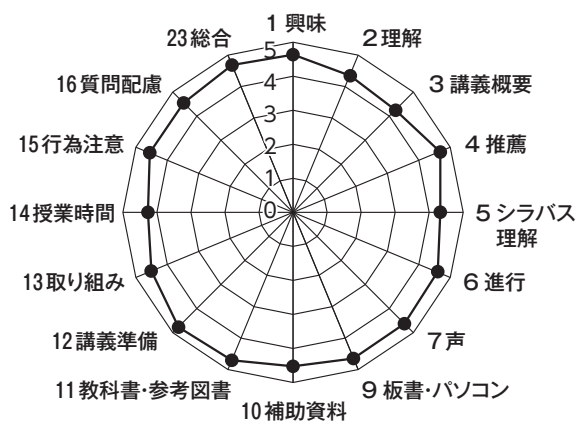 1 興味
2 理解
3 講義概要
4 推薦
5 シラバス
理解
6 進行
7 声
9 板書・パソコン
10 補助資料
11 教科書・参考図書
12 講義準備
13 取り組み
14 授業時間
15 行為注意
16 質問配慮
23 総合
5
4
3
2
1
0